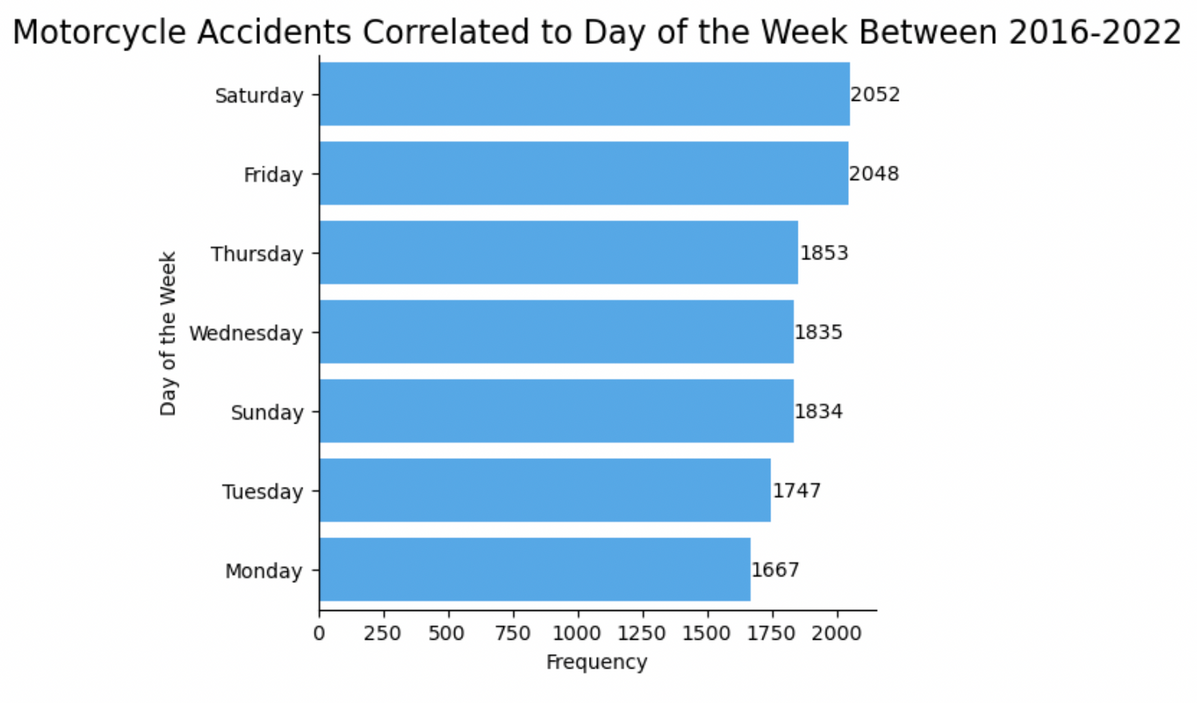 Motorcycle Accidents Correlated to Day of the Week Between 2016-2022
Saturday 2052
Friday 2048
Thursday 1853
Wednesday 1835
Sunday 1834
Tuesday 1747
Monday 1667
Day of the Week
0 250 500 750 1000 1250 1500 1750 2000
Frequency